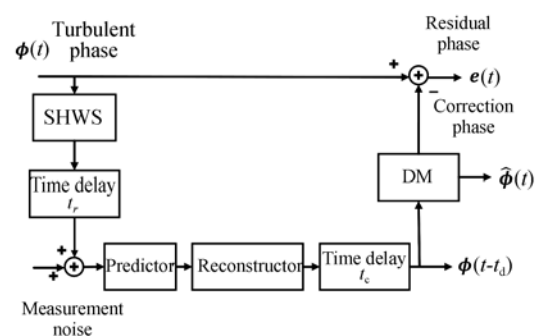 Turbulent
phase
ϕ(t)
Residual
phase
+
+
e(t)
−
Correction
phase
SHWS
Time delay
t_r
DM
ϕ̂(t)
+
+
+
Predictor
Reconstructor
Time delay
t_c
ϕ(t-t_d)
Measurement
noise